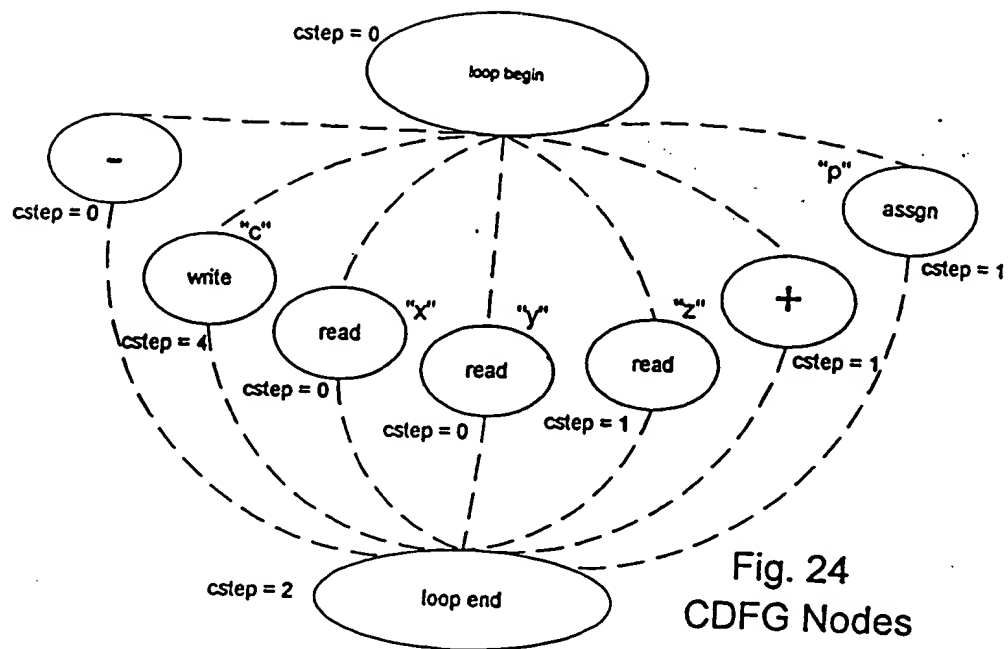 cstep = 0
loop begin
-
cstep = 0
"p"
assgn
cstep = 1
"c"
write
cstep = 4
"x"
read
cstep = 0
"y"
read
cstep = 0
"z"
read
cstep = 1
+
cstep = 1
cstep = 2
loop end
Fig. 24
CDFG Nodes